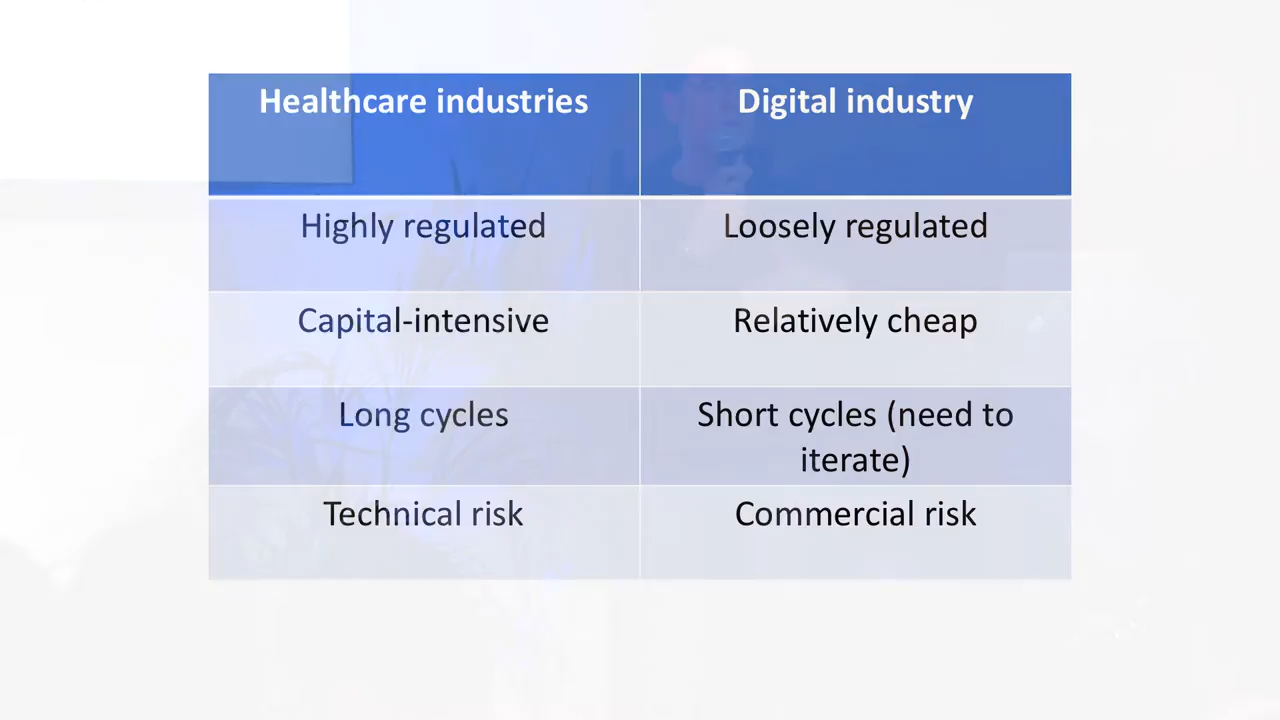 Healthcare industries
Digital industry
Highly regulated
Loosely regulated
Capital-intensive
Relatively cheap
Long cycles
Short cycles (need to
iterate)
Technical risk
Commercial risk